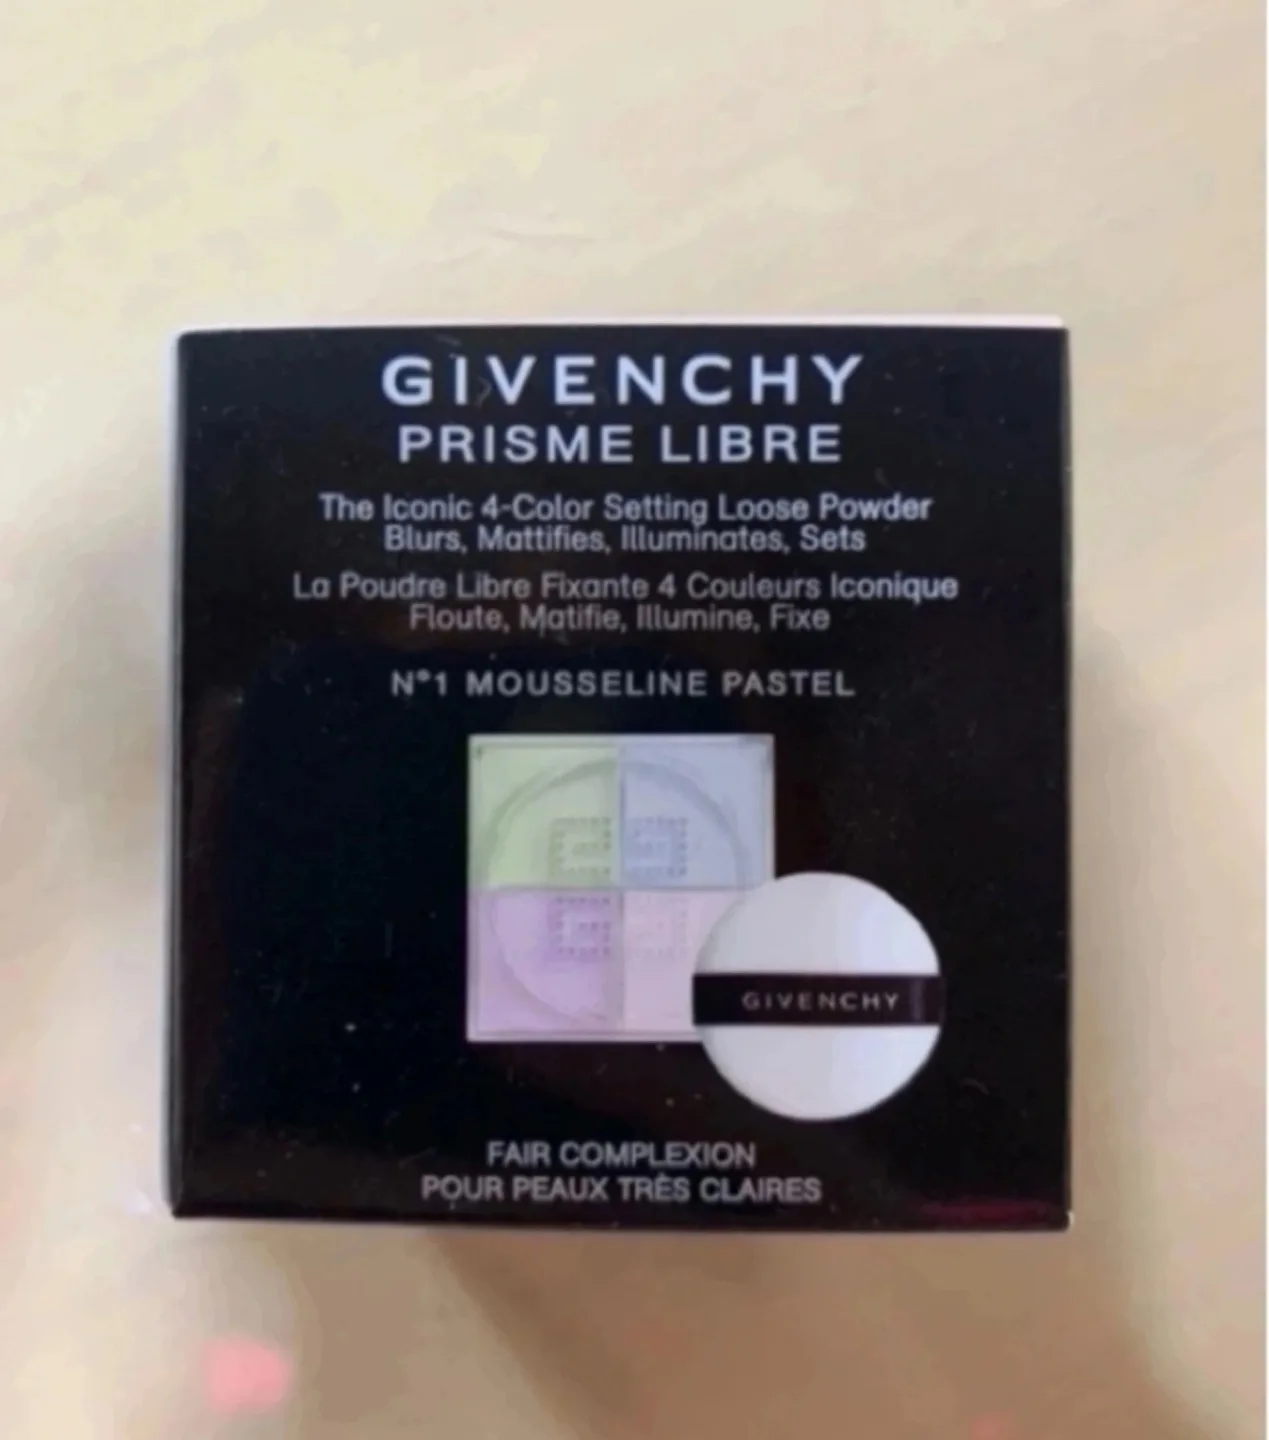 GIVENCHY
PRISME LIBRE
The Iconic 4-Color Setting Loose Powder
Blurs, Mattifies, Illuminates, Sets
La Poudre Libre Fixante 4 Couleurs Iconique
Floute, Matifie, Illumine, Fixe
N°1 MOUSSELINE PASTEL
GIVENCHY
FAIR COMPLEXION
POUR PEAUX TRÈS CLAIRES